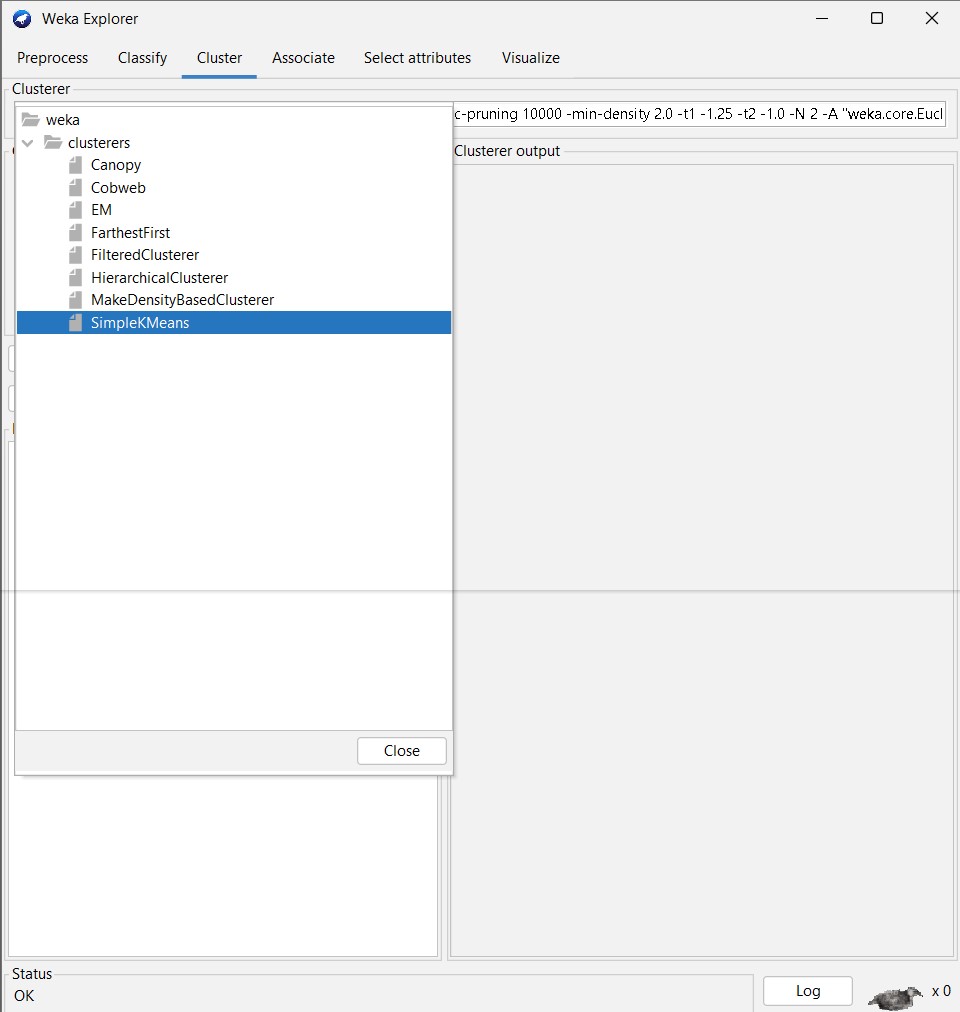 Weka Explorer
Preprocess Classify Cluster Associate Select attributes Visualize
Clusterer
weka
clusterers
Canopy
Cobweb
EM
FarthestFirst
FilteredClusterer
HierarchicalClusterer
MakeDensityBasedClusterer
SimpleKMeans
Close
c-pruning 10000 -min-density 2.0 -t1 -1.25 -t2 -1.0 -N 2 -A "weka.core.Eucl
Clusterer output
Status
OK
Log
x 0